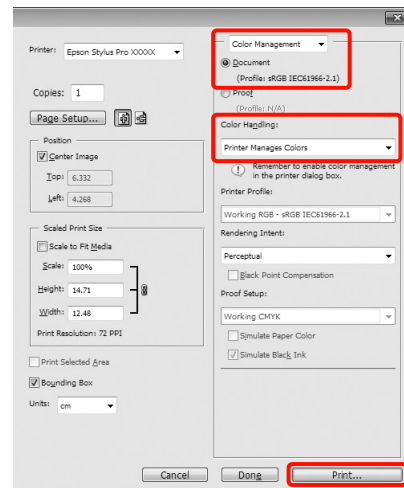 Printer: Epson Stylus Pro XXXXX
Copies: 1
Page Setup...
Position
Center Image
Top: 6.332
Left: 4.268
Scaled Print Size
Scale to Fit Media
Scale: 100%
Height: 14.71
Width: 12.48
Print Resolution: 72 PPI
Print Selected Area
Bounding Box
Units: cm
Color Management
Document
(Profile: sRGB IEC61966-2.1)
Proof
(Profile: N/A)
Color Handling:
Printer Manages Colors
Remember to enable color management
in the printer dialog box.
Printer Profile:
Working RGB - sRGB IEC61966-2.1
Rendering Intent:
Perceptual
Black Point Compensation
Proof Setup:
Working CMYK
Simulate Paper Color
Simulate Black Ink
Cancel
Done
Print...